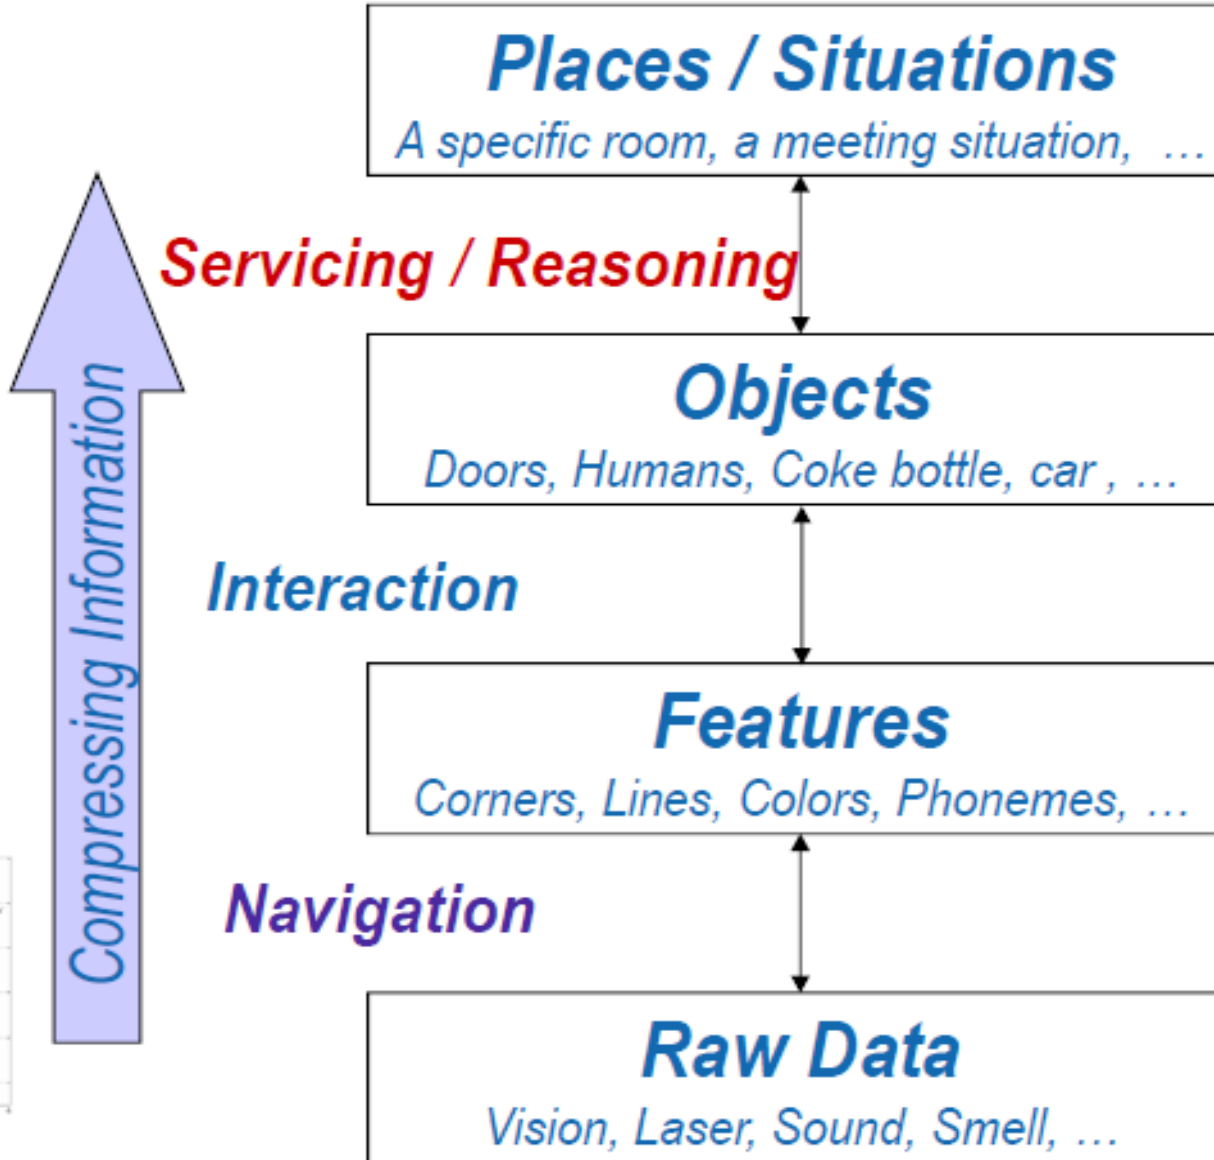 Places / Situations
A specific room, a meeting situation, …
Servicing / Reasoning
Objects
Doors, Humans, Coke bottle, car , …
Interaction
Features
Corners, Lines, Colors, Phonemes, …
Navigation
Raw Data
Vision, Laser, Sound, Smell, …
Compressing Information